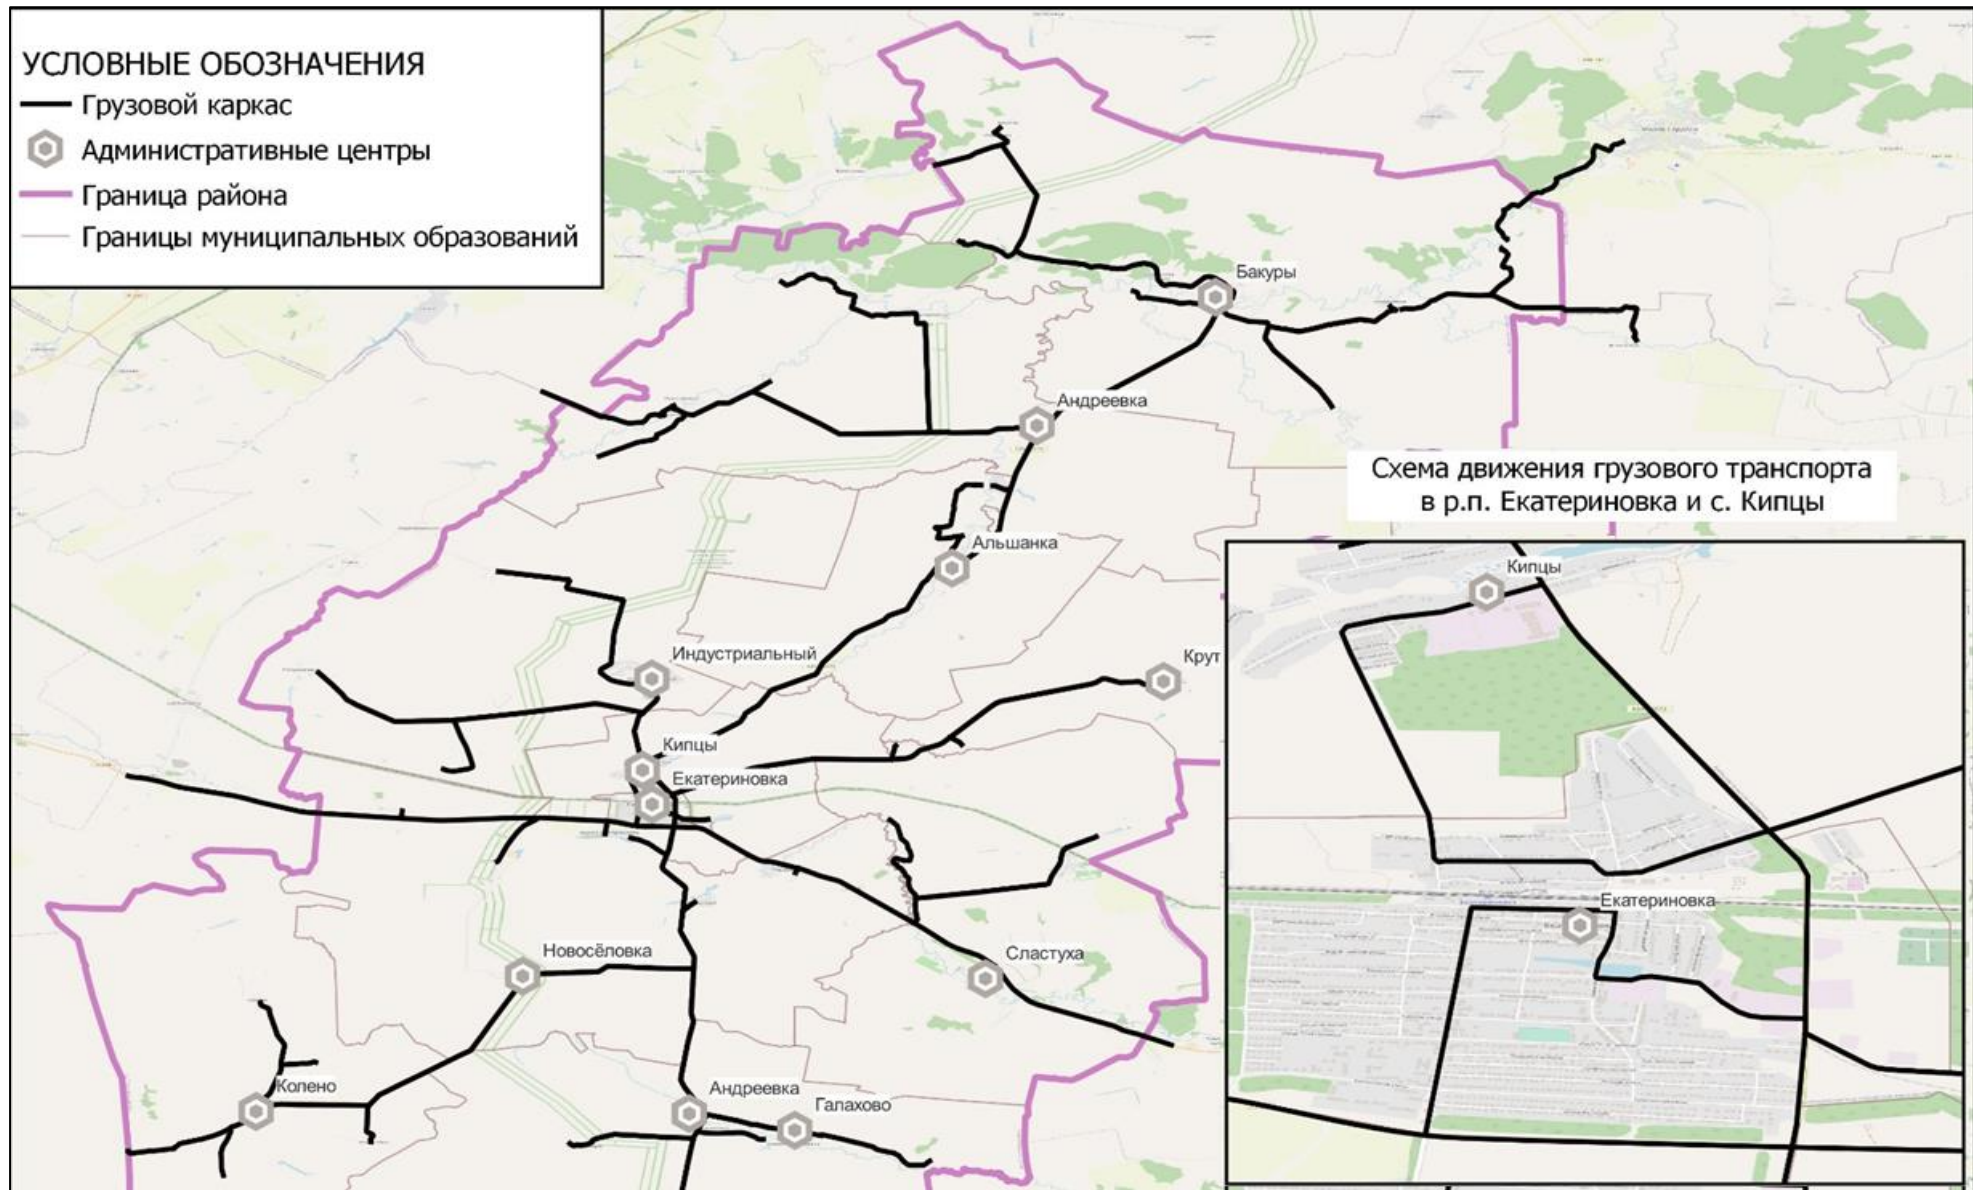 УСЛОВНЫЕ ОБОЗНАЧЕНИЯ
Грузовой каркас
Административные центры
Граница района
Границы муниципальных образований
Бакуры
Андреевка
Схема движения грузового транспорта
в р.п. Екатериновка и с. Кипцы
Альшанка
Кипцы
Индустриальный
Крут
Кипцы
Екатериновка
Екатериновка
Новосёловка
Сластуха
Колено
Андреевка
Галахово